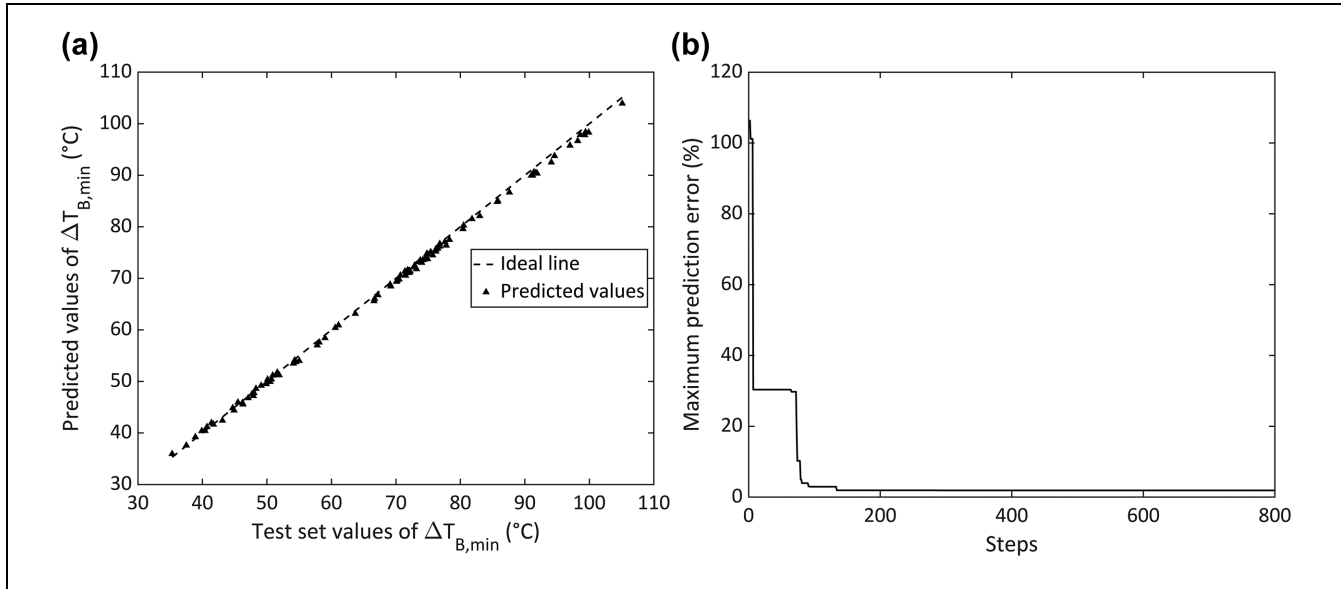 (a)
110
100
90
80
70
60
50
40
30
30 40 50 60 70 80 90 100 110
Predicted values of ΔT_B,min (°C)
Test set values of ΔT_B,min (°C)
Ideal line
Predicted values
(b)
120
100
80
60
40
20
0
0 200 400 600 800
Maximum prediction error (%)
Steps